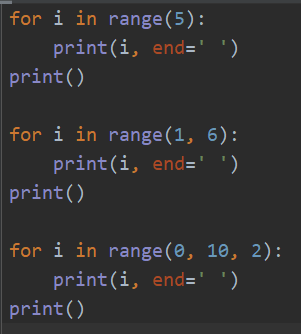 for i in range(5):
    print(i, end=' ')
print()

for i in range(1, 6):
    print(i, end=' ')
print()

for i in range(0, 10, 2):
    print(i, end=' ')
print()